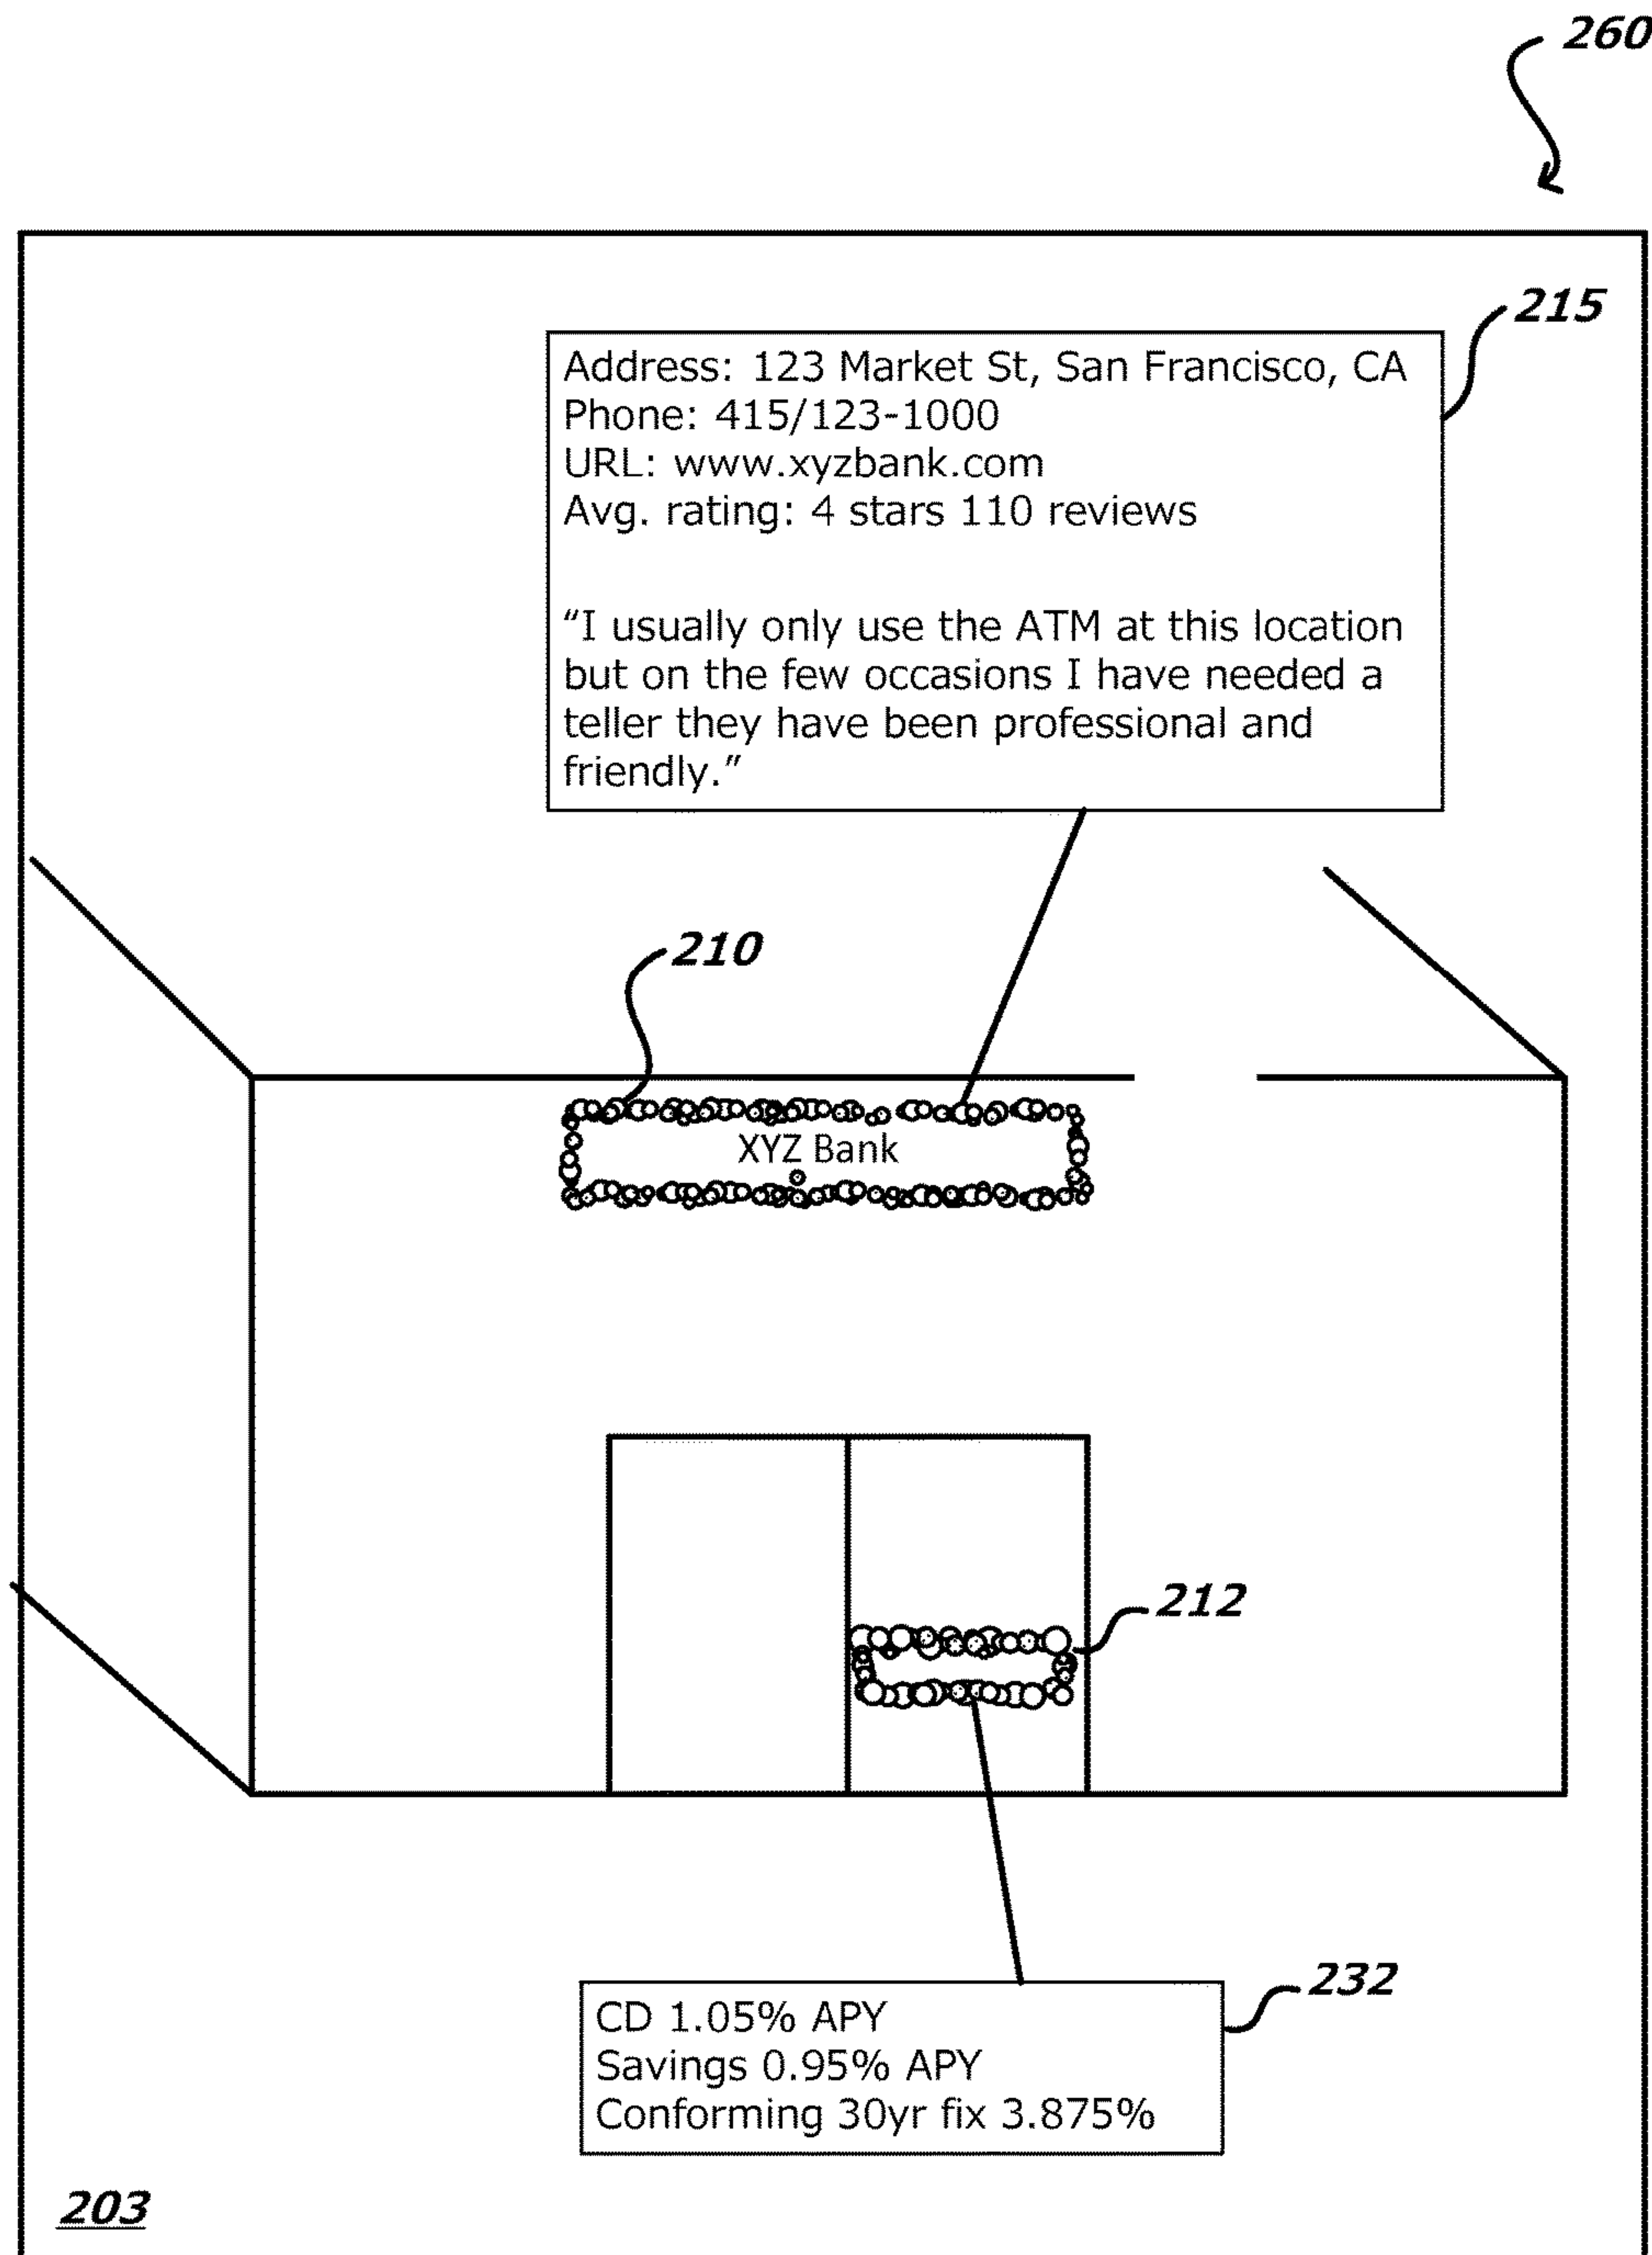 260
215
Address: 123 Market St, San Francisco, CA
Phone: 415/123-1000
URL: www.xyzbank.com
Avg. rating: 4 stars 110 reviews
“I usually only use the ATM at this location
but on the few occasions I have needed a
teller they have been professional and
friendly.”
210
XYZ Bank
212
232
CD 1.05% APY
Savings 0.95% APY
Conforming 30yr fix 3.875%
203